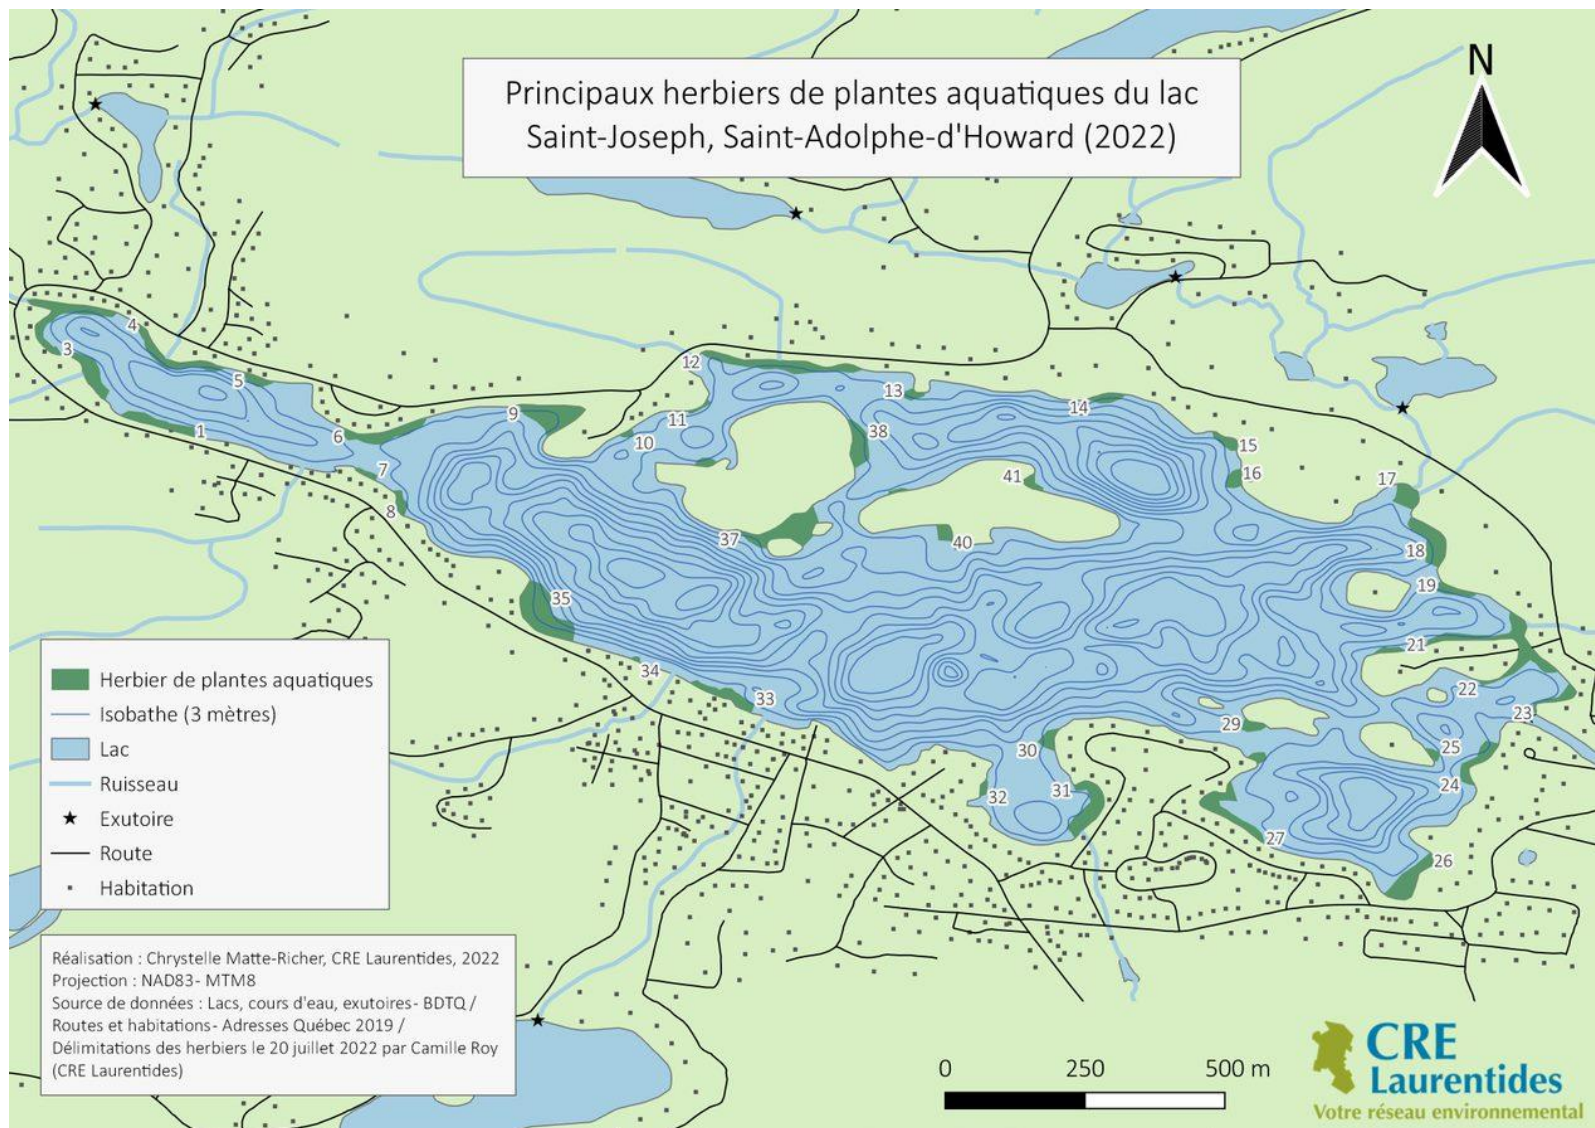 Principaux herbiers de plantes aquatiques du lac
Saint-Joseph, Saint-Adolphe-d'Howard (2022)
N
4
3
5
1
6
7
8
9
10
11
12
13
14
15
16
17
18
19
21
22
23
24
25
26
27
29
30
31
32
33
34
35
37
38
40
41
Herbier de plantes aquatiques
Isobathe (3 mètres)
Lac
Ruisseau
Exutoire
Route
Habitation
Réalisation : Chrystelle Matte-Richer, CRE Laurentides, 2022
Projection : NAD83- MTM8
Source de données : Lacs, cours d'eau, exutoires- BDTQ /
Routes et habitations- Adresses Québec 2019 /
Délimitations des herbiers le 20 juillet 2022 par Camille Roy
(CRE Laurentides)
0 250 500 m
CRE
Laurentides
Votre réseau environnemental